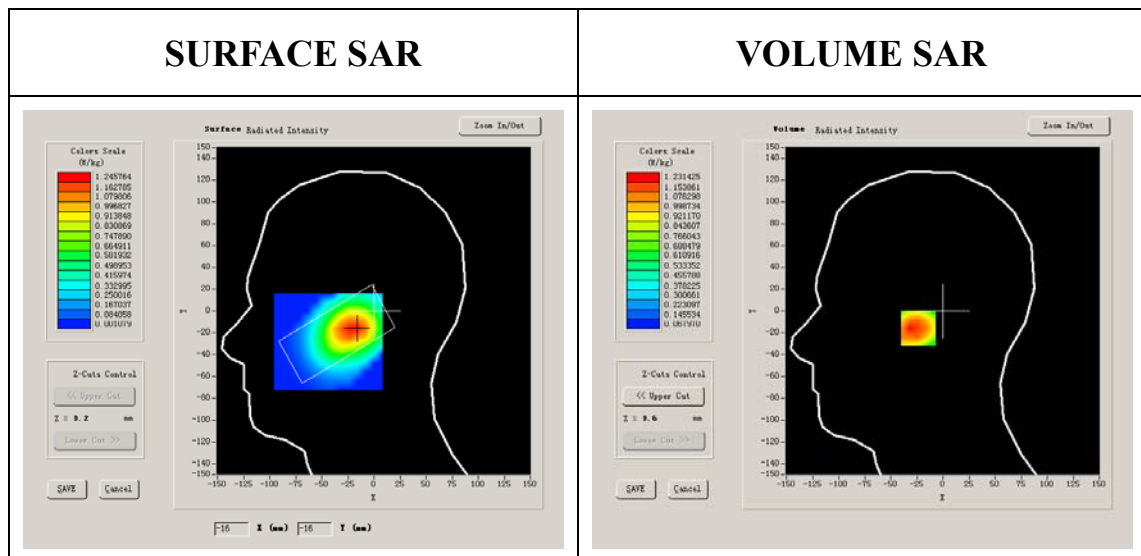 SURFACE SAR
VOLUME SAR
Surface Radiated Intensity
Zoom In/Out
Colors Scale
(W/kg)
1.245764
1.162785
1.079806
0.996827
0.913848
0.830869
0.747890
0.664911
0.581932
0.498953
0.415974
0.332995
0.250016
0.167037
0.084058
0.001079
150
140
120
100
80
60
40
20
0
-20
-40
-60
-80
-100
-120
-140
-150
Y
-150 -125 -100 -75 -50 -25 0 25 50 75 100 125 150
X
Z-Cuts Control
<< Upper Cut
Z = 3.2 mm
Lower Cut >>
SAVE Cancel
-16 X (mm) -16 Y (mm)
Volume Radiated Intensity
Zoom In/Out
Colors Scale
(W/kg)
1.231425
1.153861
1.076298
0.998734
0.921170
0.843607
0.766043
0.688479
0.610916
0.533352
0.455788
0.378225
0.300661
0.223097
0.145534
0.067970
150
140
120
100
80
60
40
20
0
-20
-40
-60
-80
-100
-120
-140
-150
Y
-150 -125 -100 -75 -50 -25 0 25 50 75 100 125 150
X
Z-Cuts Control
<< Upper Cut
Z = 3.6 mm
Lower Cut >>
SAVE Cancel